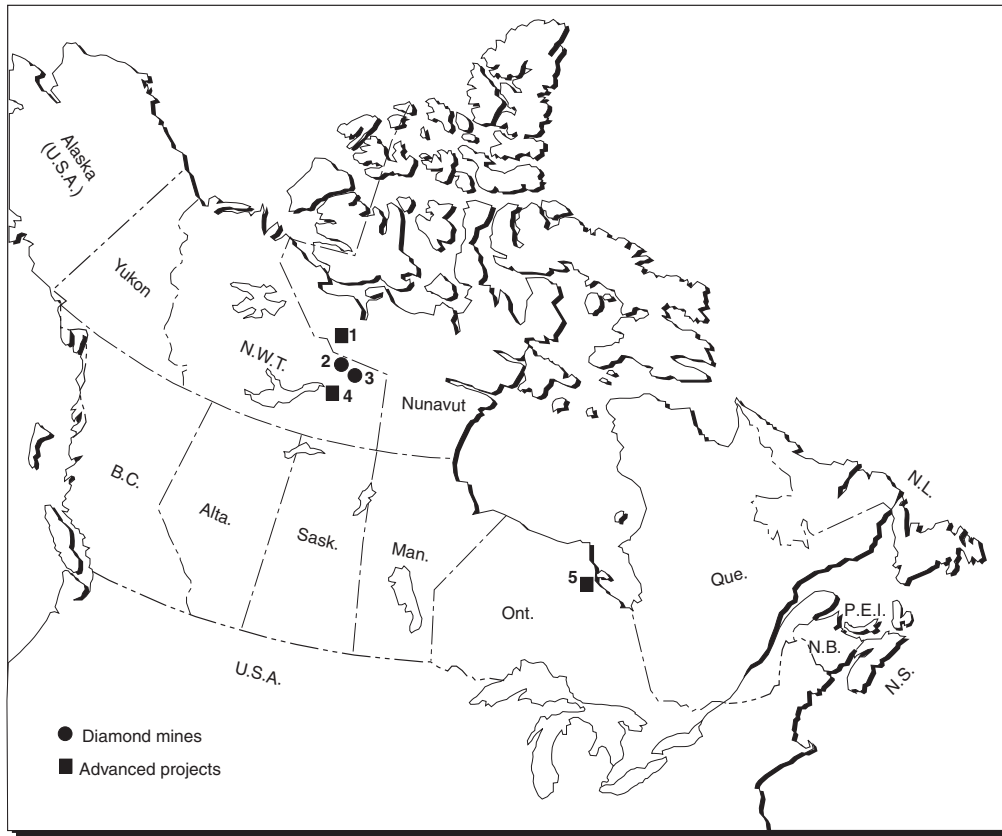 Alaska
(U.S.A.)
Yukon
N.W.T.
1
2
3
4
Nunavut
B.C.
Alta.
Sask.
Man.
Ont.
5
Que.
N.L.
P.E.I.
N.B.
N.S.
U.S.A.
Diamond mines
Advanced projects